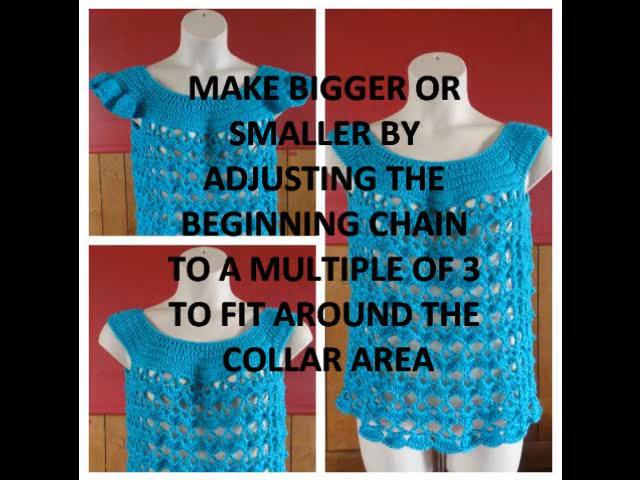 MAKE BIGGER OR
SMALLER BY
ADJUSTING THE
BEGINNING CHAIN
TO A MULTIPLE OF 3
TO FIT AROUND THE
COLLAR AREA